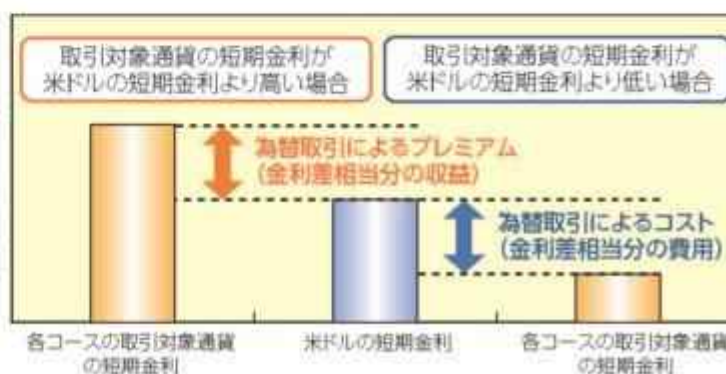 取引対象通貨の短期金利が
米ドルの短期金利より高い場合
取引対象通貨の短期金利が
米ドルの短期金利より低い場合
為替取引によるプレミアム
(金利差相当分の収益)
為替取引によるコスト
(金利差相当分の費用)
各コースの取引対象通貨
の短期金利
米ドルの短期金利
各コースの取引対象通貨
の短期金利